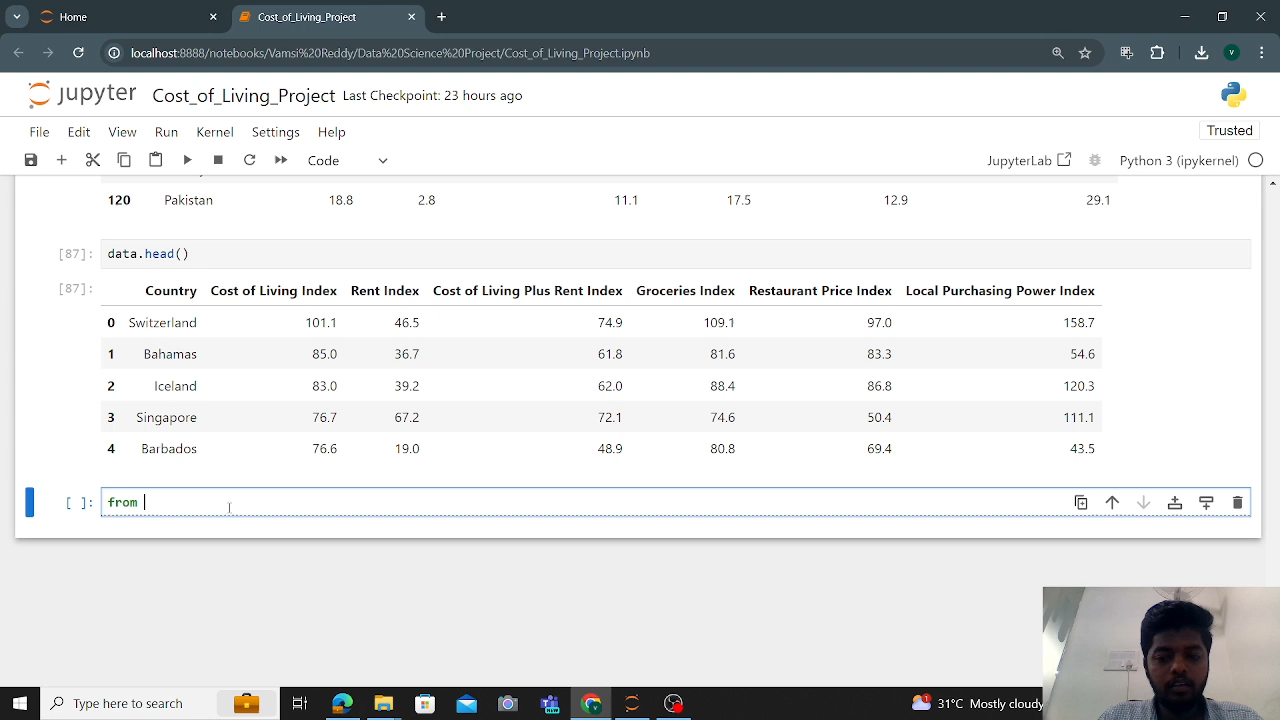 Home
Cost_of_Living_Project
localhost:8888/notebooks/Vamsi%20Reddy/Data%20Science%20Project/Cost_of_Living_Project.ipynb
V
jupyter Cost_of_Living_Project Last Checkpoint: 23 hours ago
File Edit View Run Kernel Settings Help
Trusted
Code
JupyterLab Python 3 (ipykernel)
120 Pakistan 18.8 2.8 11.1 17.5 12.9 29.1
[87]: data.head()
[87]: Country Cost of Living Index Rent Index Cost of Living Plus Rent Index Groceries Index Restaurant Price Index Local Purchasing Power Index
0 Switzerland 101.1 46.5 74.9 109.1 97.0 158.7
1 Bahamas 85.0 36.7 61.8 81.6 83.3 54.6
2 Iceland 83.0 39.2 62.0 88.4 86.8 120.3
3 Singapore 76.7 67.2 72.1 74.6 50.4 111.1
4 Barbados 76.6 19.0 48.9 80.8 69.4 43.5
[ ]: from
Type here to search
NEW
1
31°C Mostly cloudy